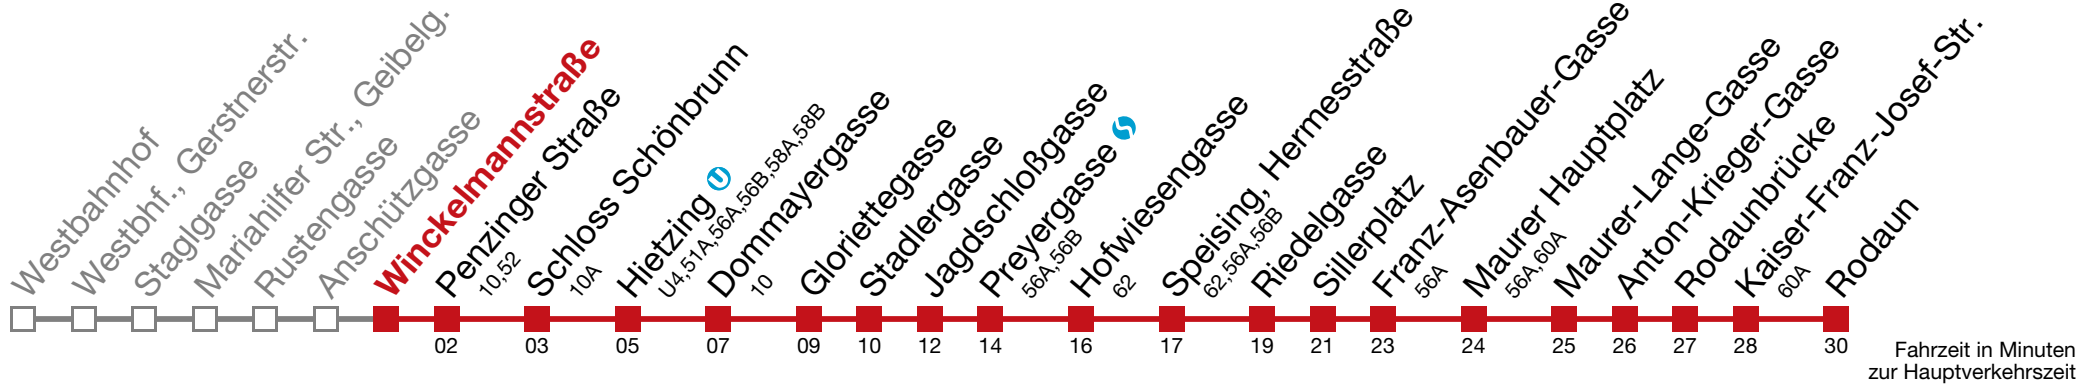 Westbahnhof
Westbhf., Gerstnerstr.
Staglgasse
Mariahilfer Str., Geibelg.
Rustengasse
Anschützgasse
Winckelmannstraße
Penzinger Straße
10,52
Schloss Schönbrunn
10A
Hietzing U
U4,51A,56A,56B,58A,58B
Dommayergasse
10
Gloriettegasse
Stadlergasse
Jagdschloßgasse
Preyergasse S
56A,56B
Hofwiesengasse
62
Speising, Hermesstraße
62,56A,56B
Riedelgasse
Sillerplatz
Franz-Asenbauer-Gasse
56A
Maurer Hauptplatz
56A,60A
Maurer-Lange-Gasse
Anton-Krieger-Gasse
Rodaunbrücke
Kaiser-Franz-Josef-Str.
60A
Rodaun
02 03 05 07 09 10 12 14 16 17 19 21 23 24 25 26 27 28 30
Fahrzeit in Minuten
zur Hauptverkehrszeit